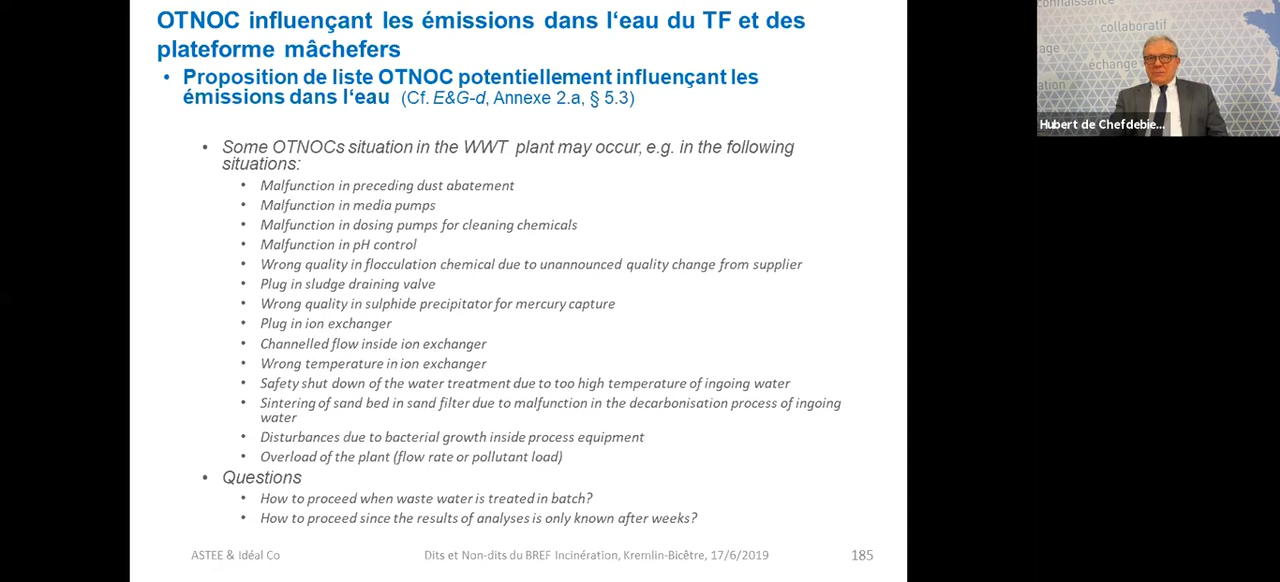 OTNOC influençant les émissions dans l‘eau du TF et des
plateforme mâchefers
• Proposition de liste OTNOC potentiellement influençant les
émissions dans l‘eau (Cf. E&G-d, Annexe 2.a, § 5.3)
• Some OTNOCs situation in the WWT plant may occur, e.g. in the following
situations:
• Malfunction in preceding dust abatement
• Malfunction in media pumps
• Malfunction in dosing pumps for cleaning chemicals
• Malfunction in pH control
• Wrong quality in flocculation chemical due to unannounced quality change from supplier
• Plug in sludge draining valve
• Wrong quality in sulphide precipitator for mercury capture
• Plug in ion exchanger
• Channelled flow inside ion exchanger
• Wrong temperature in ion exchanger
• Safety shut down of the water treatment due to too high temperature of ingoing water
• Sintering of sand bed in sand filter due to malfunction in the decarbonisation process of ingoing
water
• Disturbances due to bacterial growth inside process equipment
• Overload of the plant (flow rate or pollutant load)
• Questions
• How to proceed when waste water is treated in batch?
• How to proceed since the results of analyses is only known after weeks?
ASTEE & Idéal Co
Dits et Non-dits du BREF Incinération, Kremlin-Bicêtre, 17/6/2019
185
connaissance
collaboratif
échange
Hubert de Chefdebie...